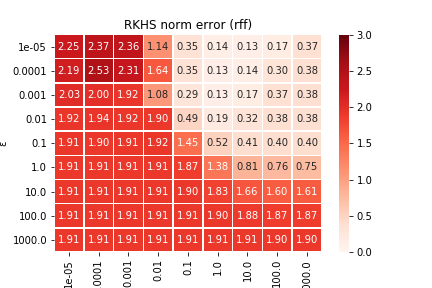 RKHS norm error (rff)
1e-05 2.25 2.37 2.36 1.14 0.35 0.14 0.13 0.17 0.37
0.0001 2.19 2.53 2.31 1.64 0.35 0.13 0.14 0.30 0.38
0.001 2.03 2.00 1.92 1.08 0.29 0.13 0.17 0.37 0.38
0.01 1.92 1.94 1.92 1.90 0.49 0.19 0.32 0.38 0.38
0.1 1.91 1.90 1.91 1.92 1.45 0.52 0.41 0.40 0.40
1.0 1.91 1.91 1.91 1.91 1.87 1.38 0.81 0.76 0.75
10.0 1.91 1.91 1.91 1.91 1.90 1.83 1.66 1.60 1.61
100.0 1.91 1.91 1.91 1.91 1.91 1.90 1.88 1.87 1.87
1000.0 1.91 1.91 1.91 1.91 1.91 1.91 1.91 1.90 1.90
1e-05 0001 0.001 0.01 0.1 1.0 10.0 100.0 000.0
3.0
2.5
2.0
1.5
1.0
0.5
0.0